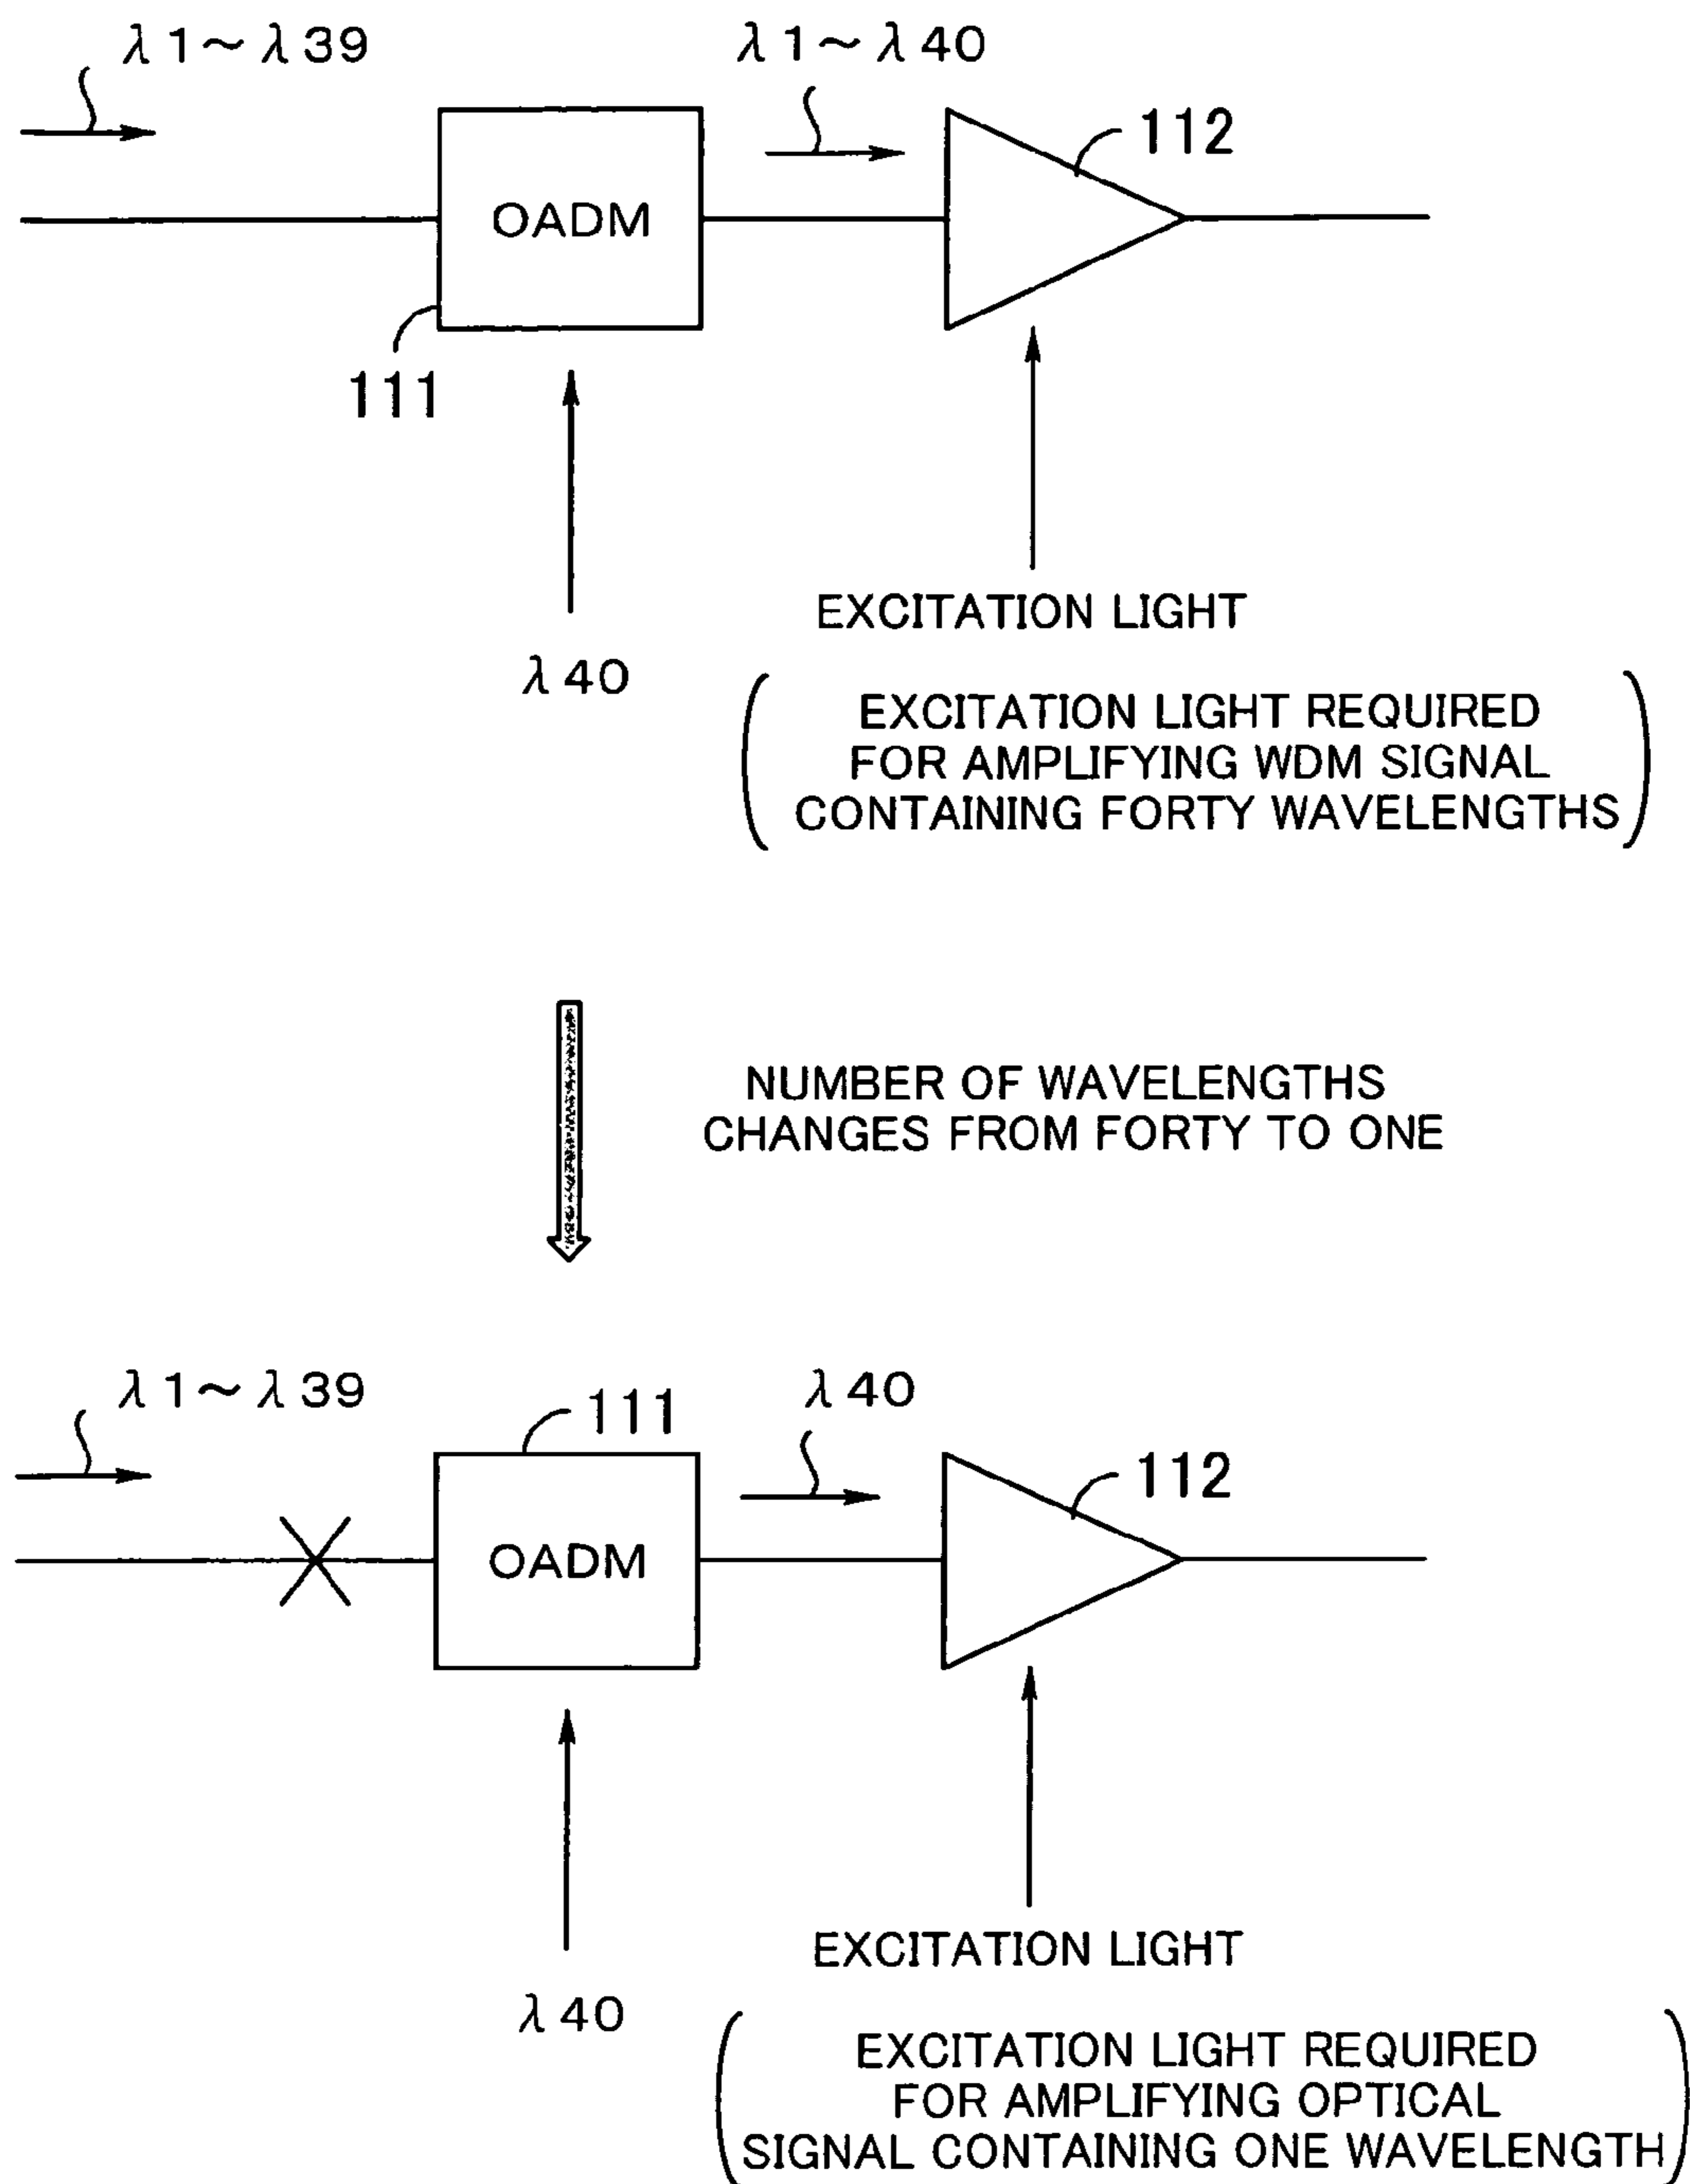 λ1~λ39
λ1~λ40
112
OADM
111
EXCITATION LIGHT
λ40
EXCITATION LIGHT REQUIRED
FOR AMPLIFYING WDM SIGNAL
CONTAINING FORTY WAVELENGTHS
NUMBER OF WAVELENGTHS
CHANGES FROM FORTY TO ONE
λ1~λ39
111
λ40
112
OADM
EXCITATION LIGHT
λ40
EXCITATION LIGHT REQUIRED
FOR AMPLIFYING OPTICAL
SIGNAL CONTAINING ONE WAVELENGTH